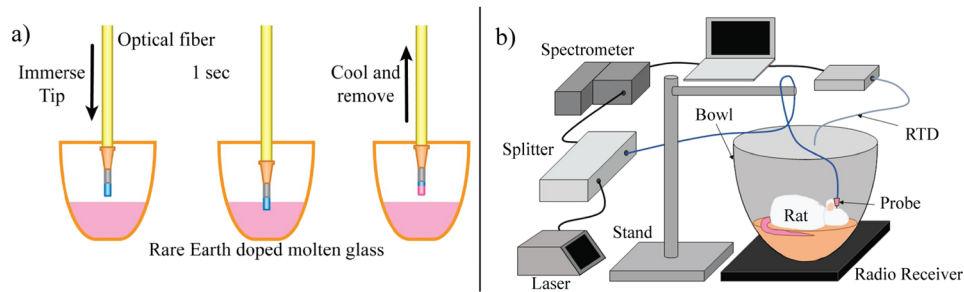 a)
Optical fiber
Immerse
Tip
1 sec
Cool and
remove
Rare Earth doped molten glass
b)
Spectrometer
Bowl
RTD
Splitter
Probe
Rat
Stand
Laser
Radio Receiver